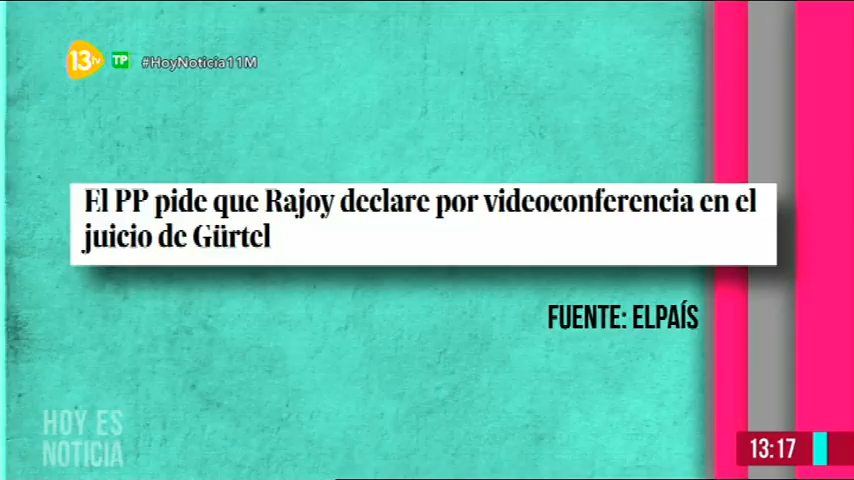 13tv TP #HoyNoticia11M
El PP pide que Rajoy declare por videoconferencia en el
juicio de Gürtel
FUENTE: ELPAÍS
HOY ES
NOTICIA
13:17